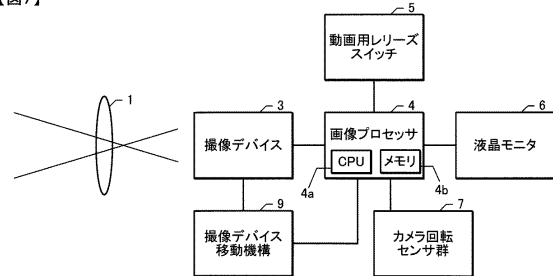 【図7】
5
動画用レリーズ
スイッチ
1
3
撮像デバイス
4
画像プロセッサ
CPU
メモリ
4a
4b
6
液晶モニタ
9
撮像デバイス
移動機構
7
カメラ回転
センサ群